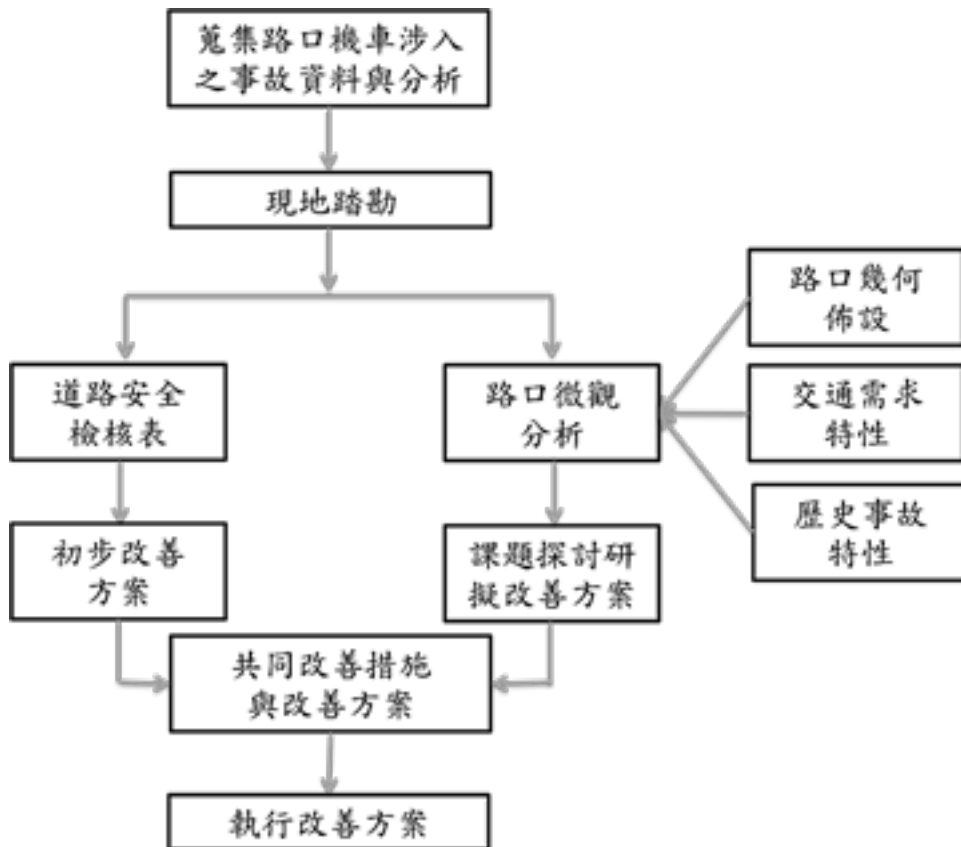 蒐集路口機車涉入
之事故資料與分析
現地踏勘
道路安全
檢核表
路口微觀
分析
路口幾何
佈設
交通需求
特性
歷史事故
特性
初步改善
方案
課題探討研
擬改善方案
共同改善措施
與改善方案
執行改善方案